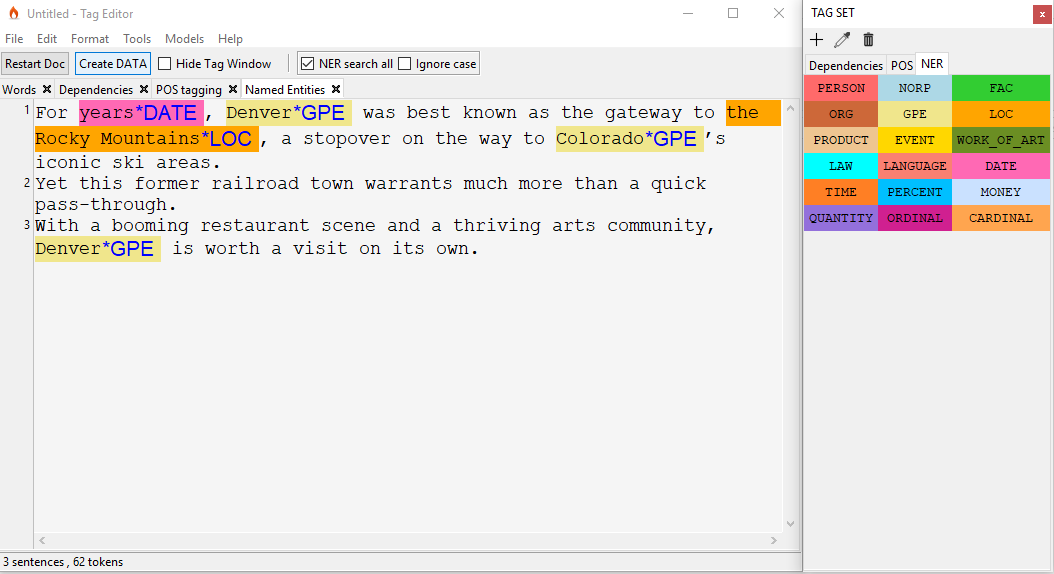 Untitled - Tag Editor
File Edit Format Tools Models Help
Restart Doc Create DATA Hide Tag Window NER search all Ignore case
Words Dependencies POS tagging Named Entities
1 For years*DATE , Denver*GPE was best known as the gateway to the
Rocky Mountains*LOC , a stopover on the way to Colorado*GPE ’s
iconic ski areas.
2 Yet this former railroad town warrants much more than a quick
pass-through.
3 With a booming restaurant scene and a thriving arts community,
Denver*GPE is worth a visit on its own.
3 sentences , 62 tokens
TAG SET
Dependencies POS NER
PERSON NORP FAC
ORG GPE LOC
PRODUCT EVENT WORK_OF_ART
LAW LANGUAGE DATE
TIME PERCENT MONEY
QUANTITY ORDINAL CARDINAL